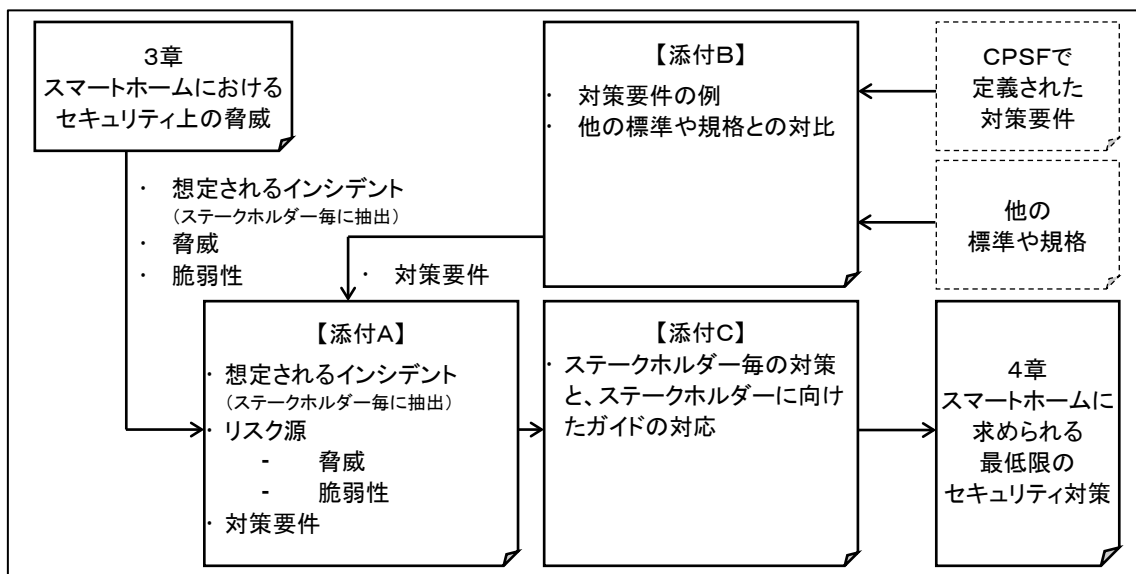 3章
スマートホームにおける
セキュリティ上の脅威
・ 想定されるインシデント
(ステークホルダー毎に抽出)
・ 脅威
・ 脆弱性
【添付B】
・ 対策要件の例
・ 他の標準や規格との対比
CPSFで
定義された
対策要件
他の
標準や規格
・ 対策要件
【添付A】
・ 想定されるインシデント
(ステークホルダー毎に抽出)
・ リスク源
- 脅威
- 脆弱性
・ 対策要件
【添付C】
・ ステークホルダー毎の対策
と、ステークホルダーに向け
たガイドの対応
4章
スマートホームに
求められる
最低限の
セキュリティ対策